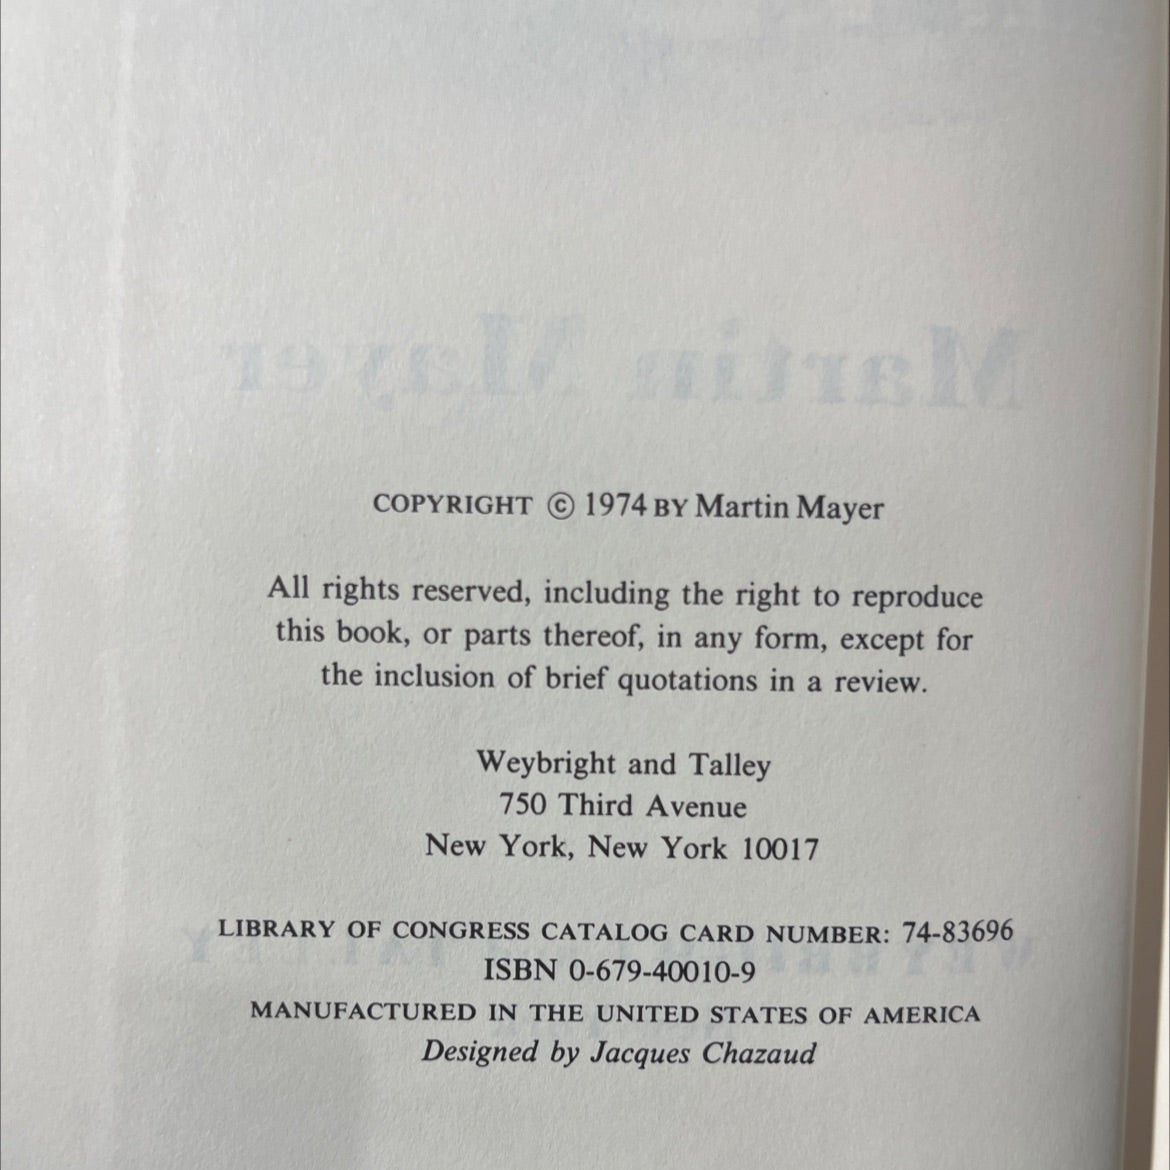 Martin Mayer
COPYRIGHT © 1974 BY Martin Mayer
All rights reserved, including the right to reproduce
this book, or parts thereof, in any form, except for
the inclusion of brief quotations in a review.
Weybright and Talley
750 Third Avenue
New York, New York 10017
LIBRARY OF CONGRESS CATALOG CARD NUMBER: 74-83696
ISBN 0-679-40010-9
MANUFACTURED IN THE UNITED STATES OF AMERICA
Designed by Jacques Chazaud